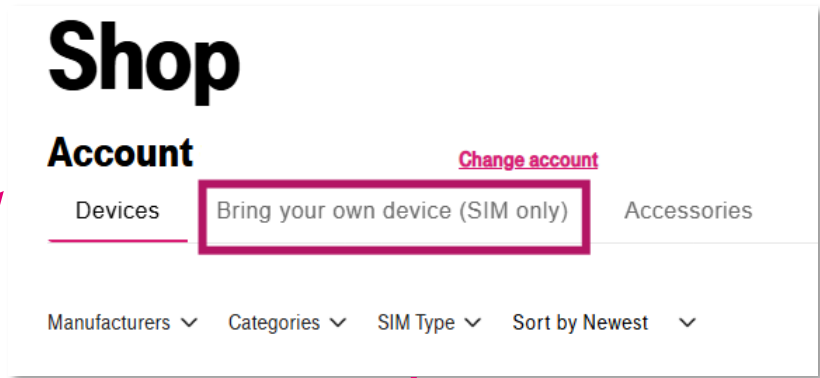 Shop
Account Change account
Devices Bring your own device (SIM only) Accessories
Manufacturers Categories SIM Type Sort by Newest